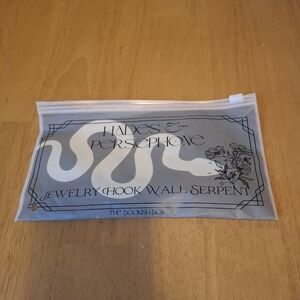 HADES &
PERSEPHONE
JEWELRY HOOK WALL SERPENT
THE BOOKISH BOX